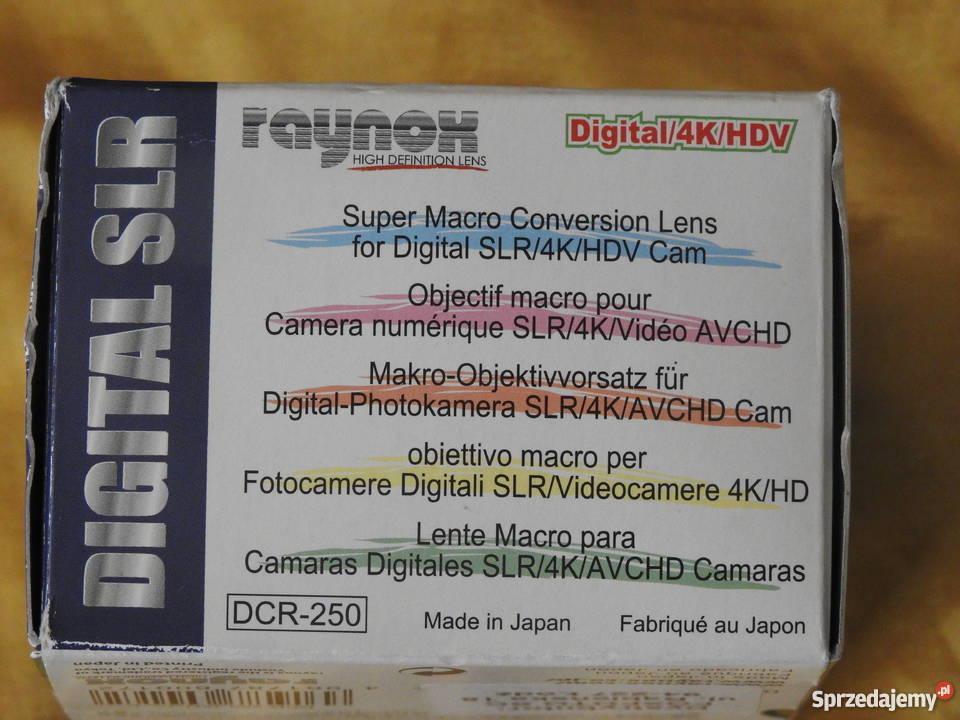 DIGITAL SLR
raynox
HIGH DEFINITION LENS
Digital/4K/HDV
Super Macro Conversion Lens
for Digital SLR/4K/HDV Cam
Objectif macro pour
Camera numérique SLR/4K/Vidéo AVCHD
Makro-Objektivvorsatz für
Digital-Photokamera SLR/4K/AVCHD Cam
obiettivo macro per
Fotocamere Digitali SLR/Videocamere 4K/HD
Lente Macro para
Camaras Digitales SLR/4K/AVCHD Camaras
DCR-250
Made in Japan
Fabriqué au Japon
Printed in Japan
Sprzedajemy.pl